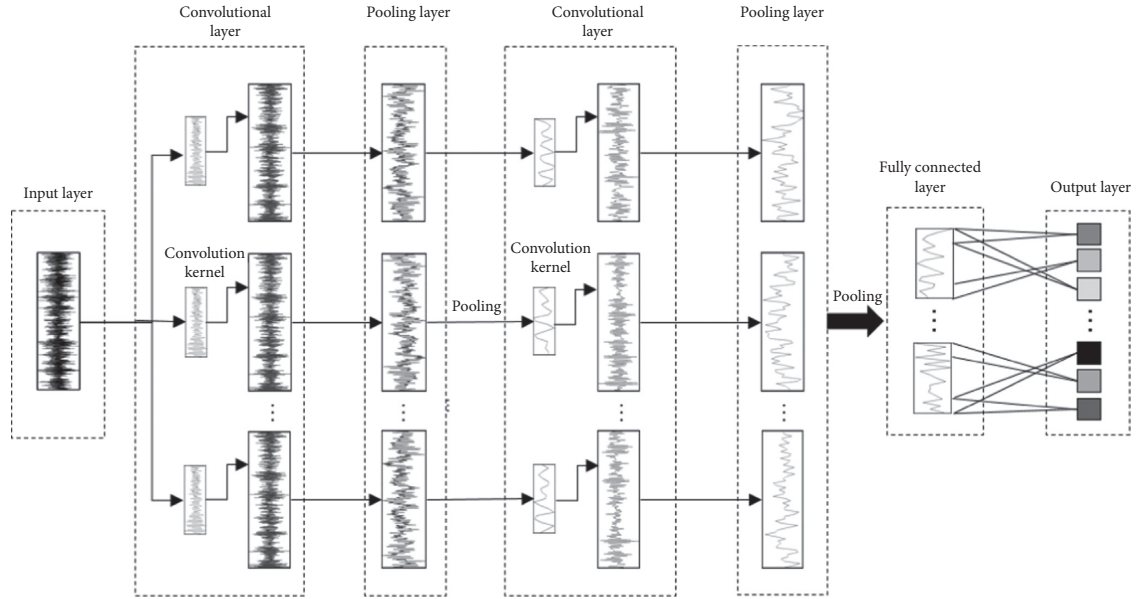 Convolutional
layer
Pooling layer
Convolutional
layer
Pooling layer
Input layer
Convolution
kernel
Pooling
Convolution
kernel
Pooling
Fully connected
layer
Output layer